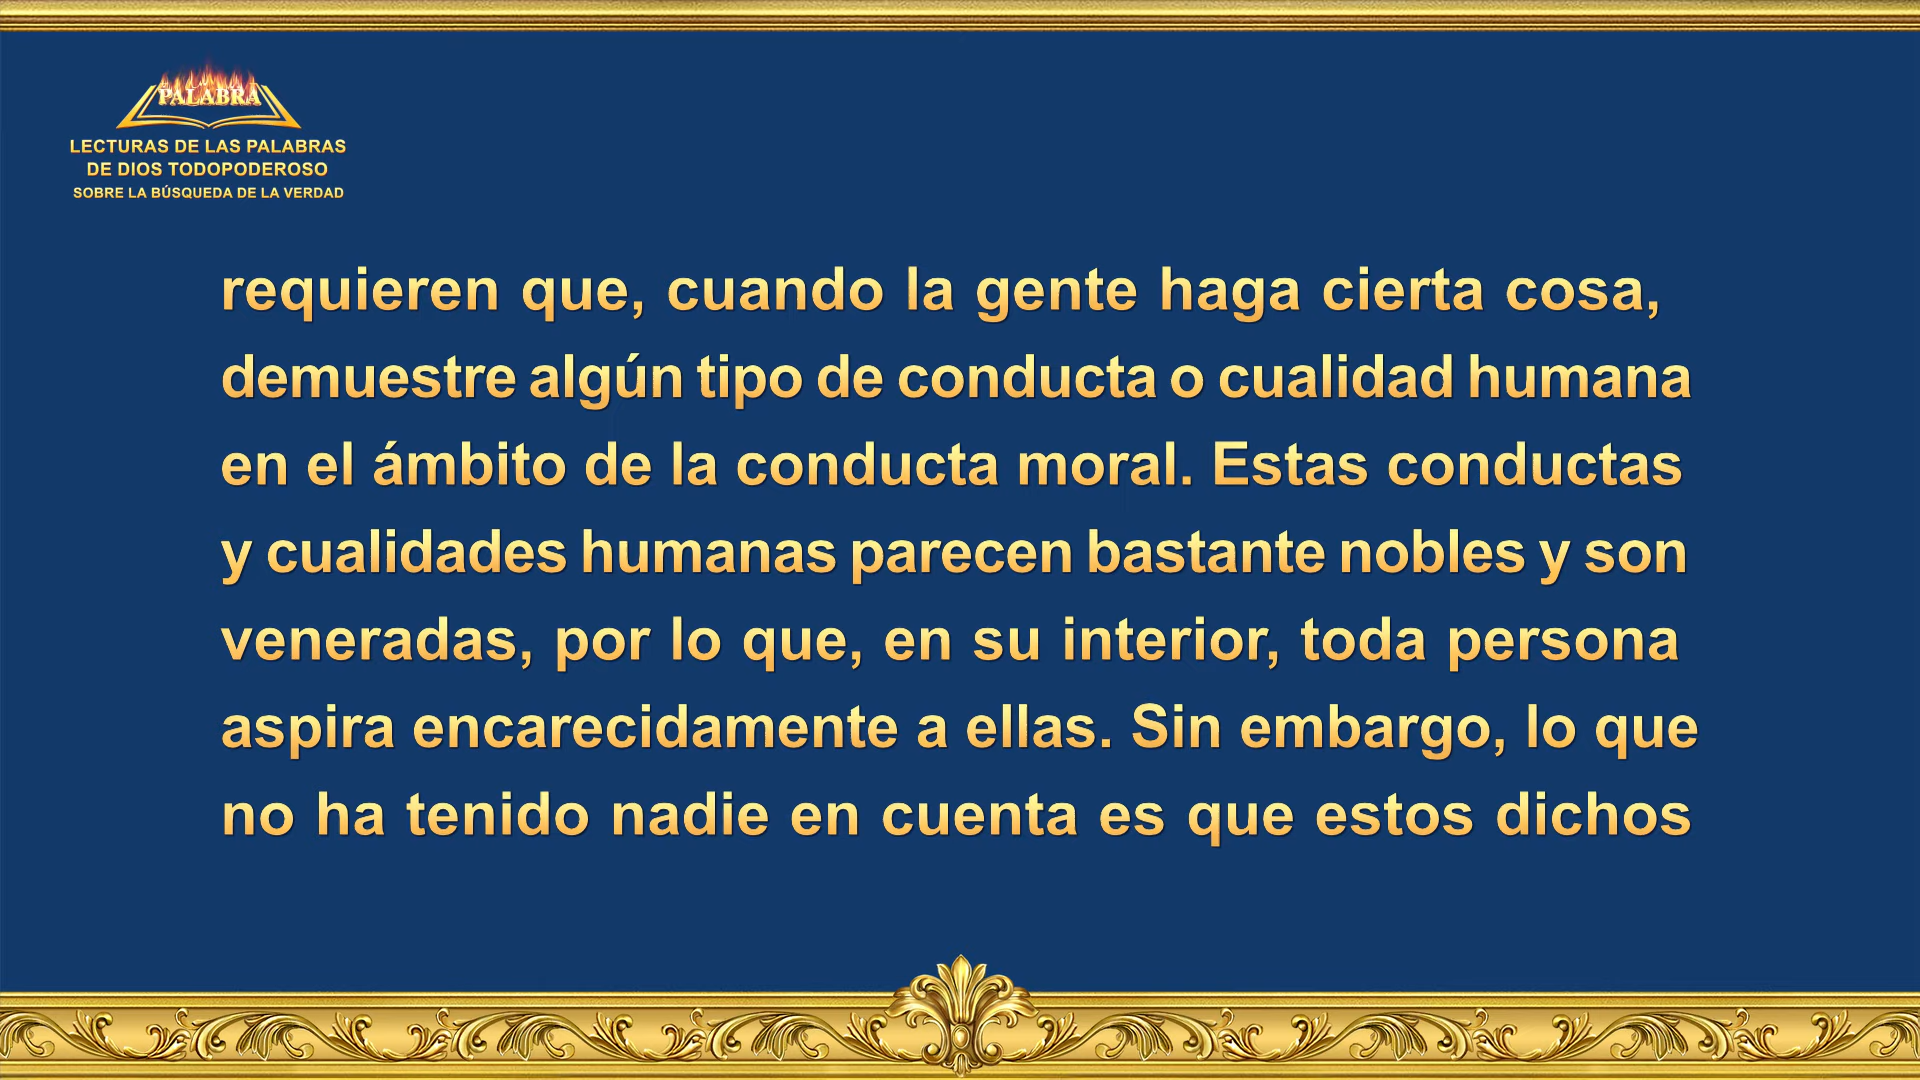 PALABRA
LECTURAS DE LAS PALABRAS
DE DIOS TODOPODEROSO
SOBRE LA BÚSQUEDA DE LA VERDAD
requieren que, cuando la gente haga cierta cosa,
demuestre algún tipo de conducta o cualidad humana
en el ámbito de la conducta moral. Estas conductas
y cualidades humanas parecen bastante nobles y son
veneradas, por lo que, en su interior, toda persona
aspira encarecidamente a ellas. Sin embargo, lo que
no ha tenido nadie en cuenta es que estos dichos